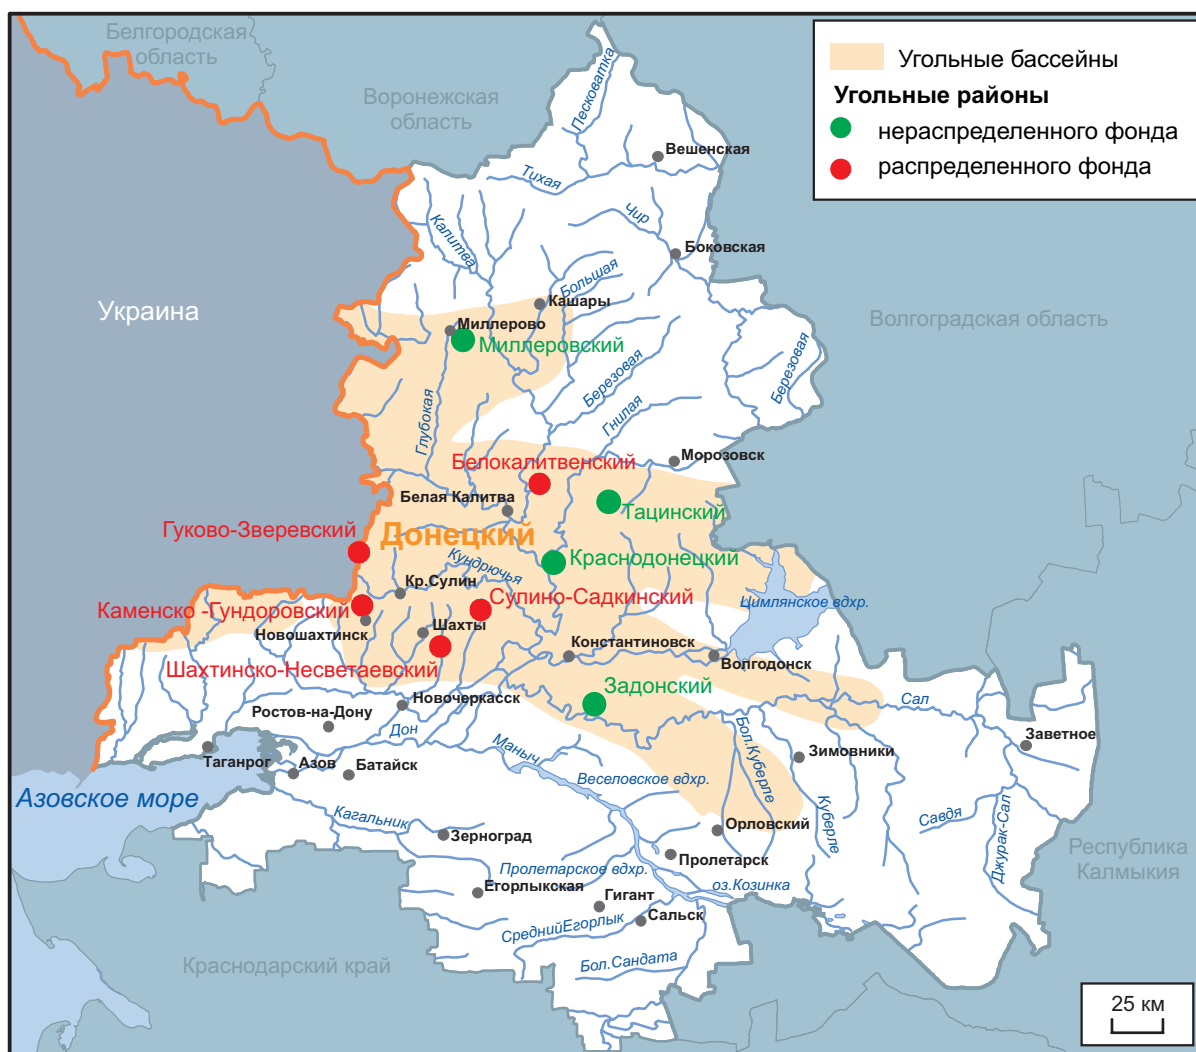 Белгородская
область
Воронежская
область
Угольные бассейны
Угольные районы
нераспределенного фонда
распределенного фонда
Песковатка
Вешенская
Тихая
Чир
Калитва
Боковская
Большая
Кашары
Украина
Волгоградская область
Миллерово
Миллеровский
Березовая
Березовая
Глубокая
Гнилая
Морозовск
Белокалитвенский
Белая Калитва
Тацинский
Гуково-Зверевский
Донецкий
Краснодонецкий
Кундрючья
Кр.Сулин
Сулино-Садкинский
Цимлянское вдхр.
Каменско -Гундоровский
Новошахтинск
Шахты
Константиновск
Волгодонск
Шахтинско-Несветаевский
Задонский
Новочеркасск
Сал
Ростов-на-Дону
Дон
Бол.Куберле
Заветное
Маныч
Зимовники
Таганрог
Азов
Батайск
Веселовское вдхр.
Азовское море
Куберле
Савдя
Джурак-Сал
Кагальник
Зерноград
Орловский
Пролетарск
Республика
Калмыкия
Пролетарское вдхр.
оз.Козинка
Егорлыкская
Гигант
СреднийЕгорлык
Сальск
Краснодарский край
Бол.Сандата
25 км